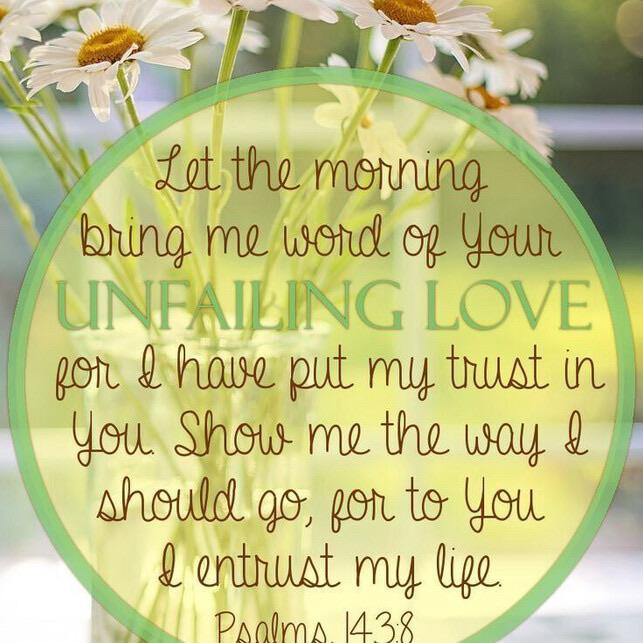 Let the morning
bring me word of Your
UNFAILING LOVE
for I have put my trust in
You. Show me the way I
should go, for to You
I entrust my life.
Psalms. 143:8